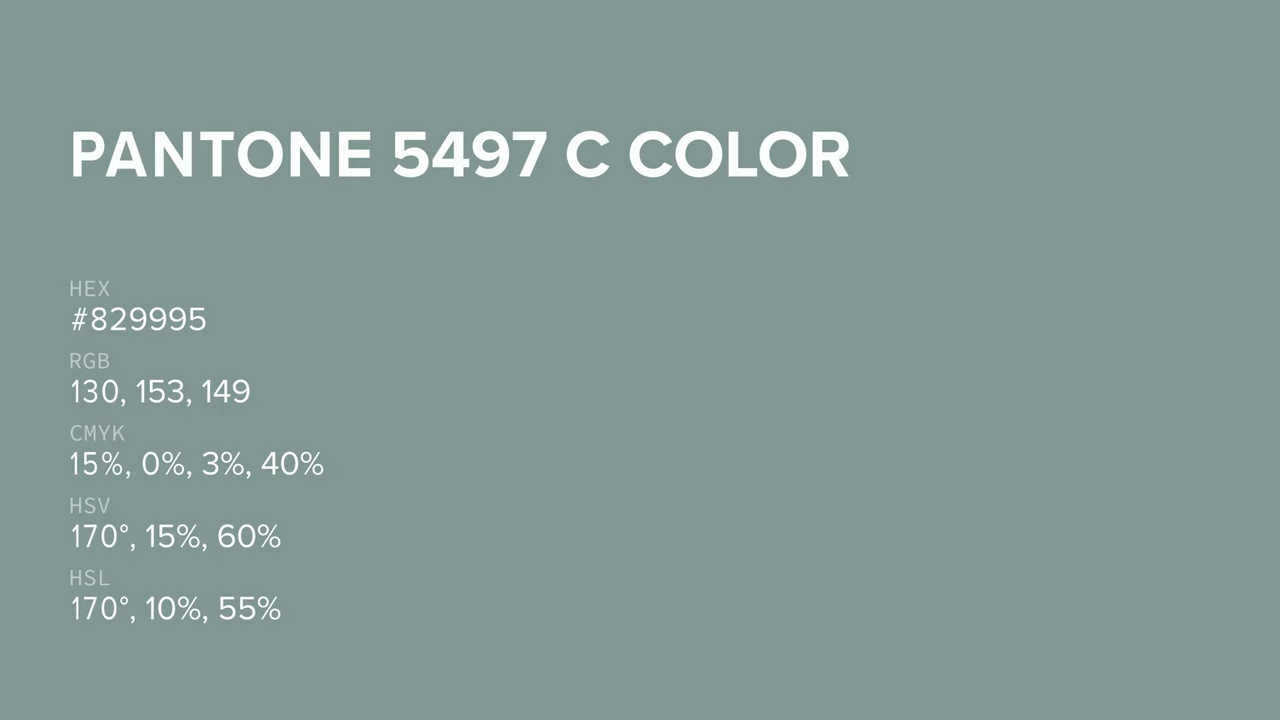 PANTONE 5497 C COLOR
HEX
#829995
RGB
130, 153, 149
CMYK
15%, 0%, 3%, 40%
HSV
170°, 15%, 60%
HSL
170°, 10%, 55%